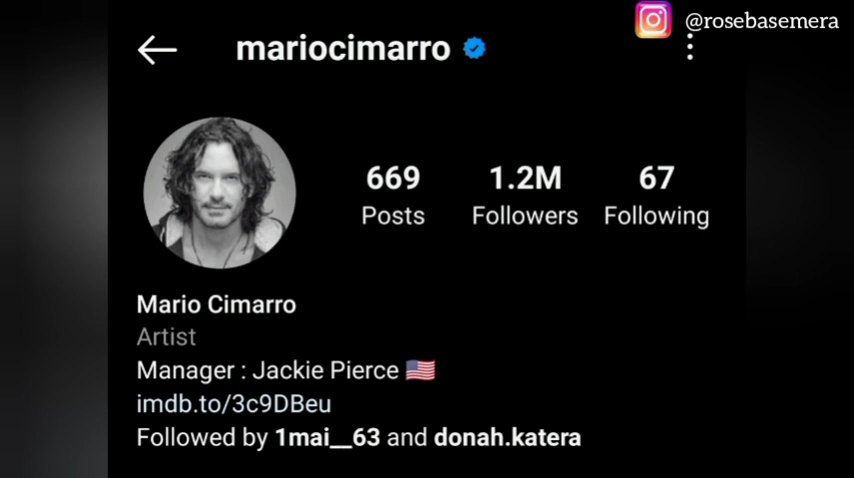 @rosebasemera
mariocimarro
669 1.2M 67
Posts Followers Following
Mario Cimarro
Artist
Manager : Jackie Pierce 🇺🇸
imdb.to/3c9DBeu
Followed by 1mai__63 and donah.katera